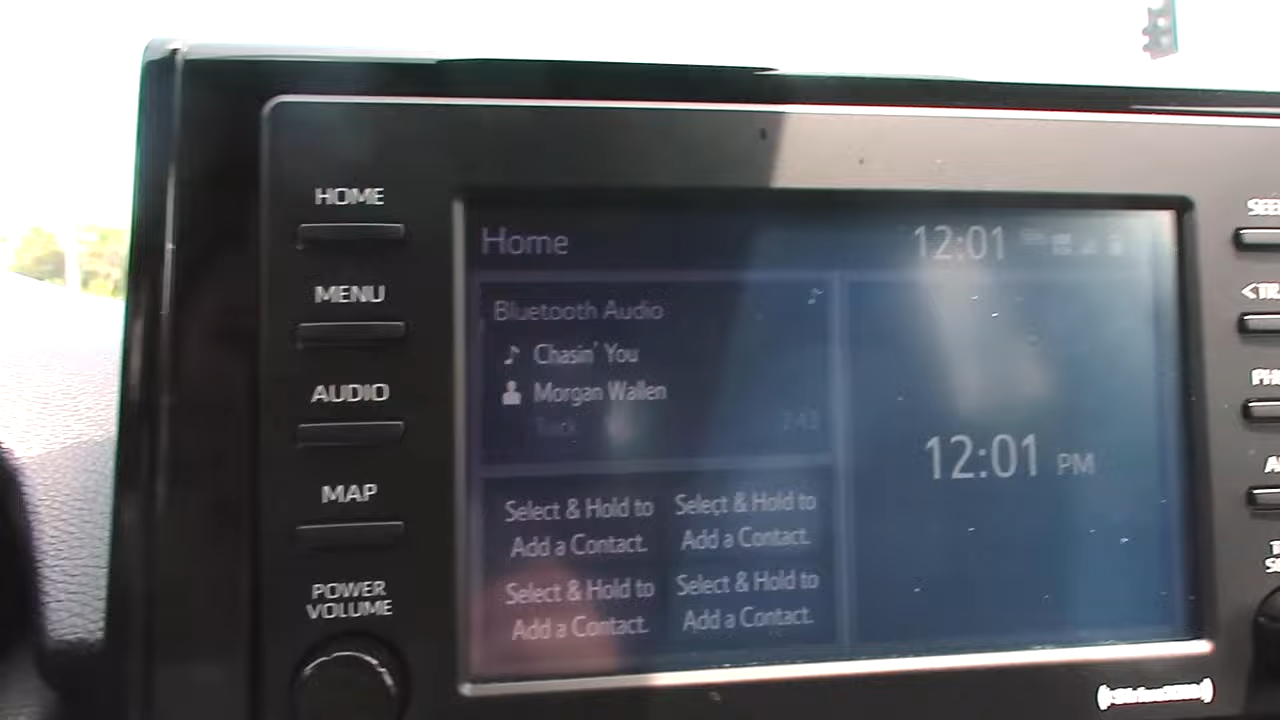 HOME
MENU
AUDIO
MAP
POWER
VOLUME
Home
12:01
Bluetooth Audio
Chasin' You
Morgan Wallen
Select & Hold to
Add a Contact.
Select & Hold to
Add a Contact.
Select & Hold to
Add a Contact.
Select & Hold to
Add a Contact.
12:01 PM
SiriusXM